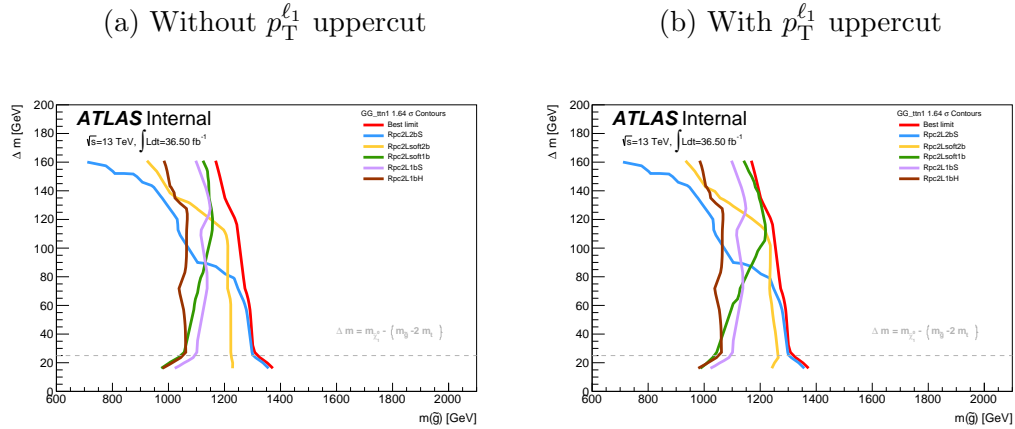 (a) Without p_T^{ℓ1} uppercut
(b) With p_T^{ℓ1} uppercut
Δ m [GeV]
200
180
160
140
120
100
80
60
40
20
0
ATLAS Internal
√s=13 TeV, ∫Ldt=36.50 fb⁻¹
GG_ttn1 1.64 σ Contours
Best limit
Rpc2L2bS
Rpc2Lsoft2b
Rpc2Lsoft1b
Rpc2L1bS
Rpc2L1bH
Δ m = m_{χ̃₁⁰} - ( m_{g̃} -2 m_t )
600 800 1000 1200 1400 1600 1800 2000
m(g̃) [GeV]
Δ m [GeV]
200
180
160
140
120
100
80
60
40
20
0
ATLAS Internal
√s=13 TeV, ∫Ldt=36.50 fb⁻¹
GG_ttn1 1.64 σ Contours
Best limit
Rpc2L2bS
Rpc2Lsoft2b
Rpc2Lsoft1b
Rpc2L1bS
Rpc2L1bH
Δ m = m_{χ̃₁⁰} - ( m_{g̃} -2 m_t )
600 800 1000 1200 1400 1600 1800 2000
m(g̃) [GeV]